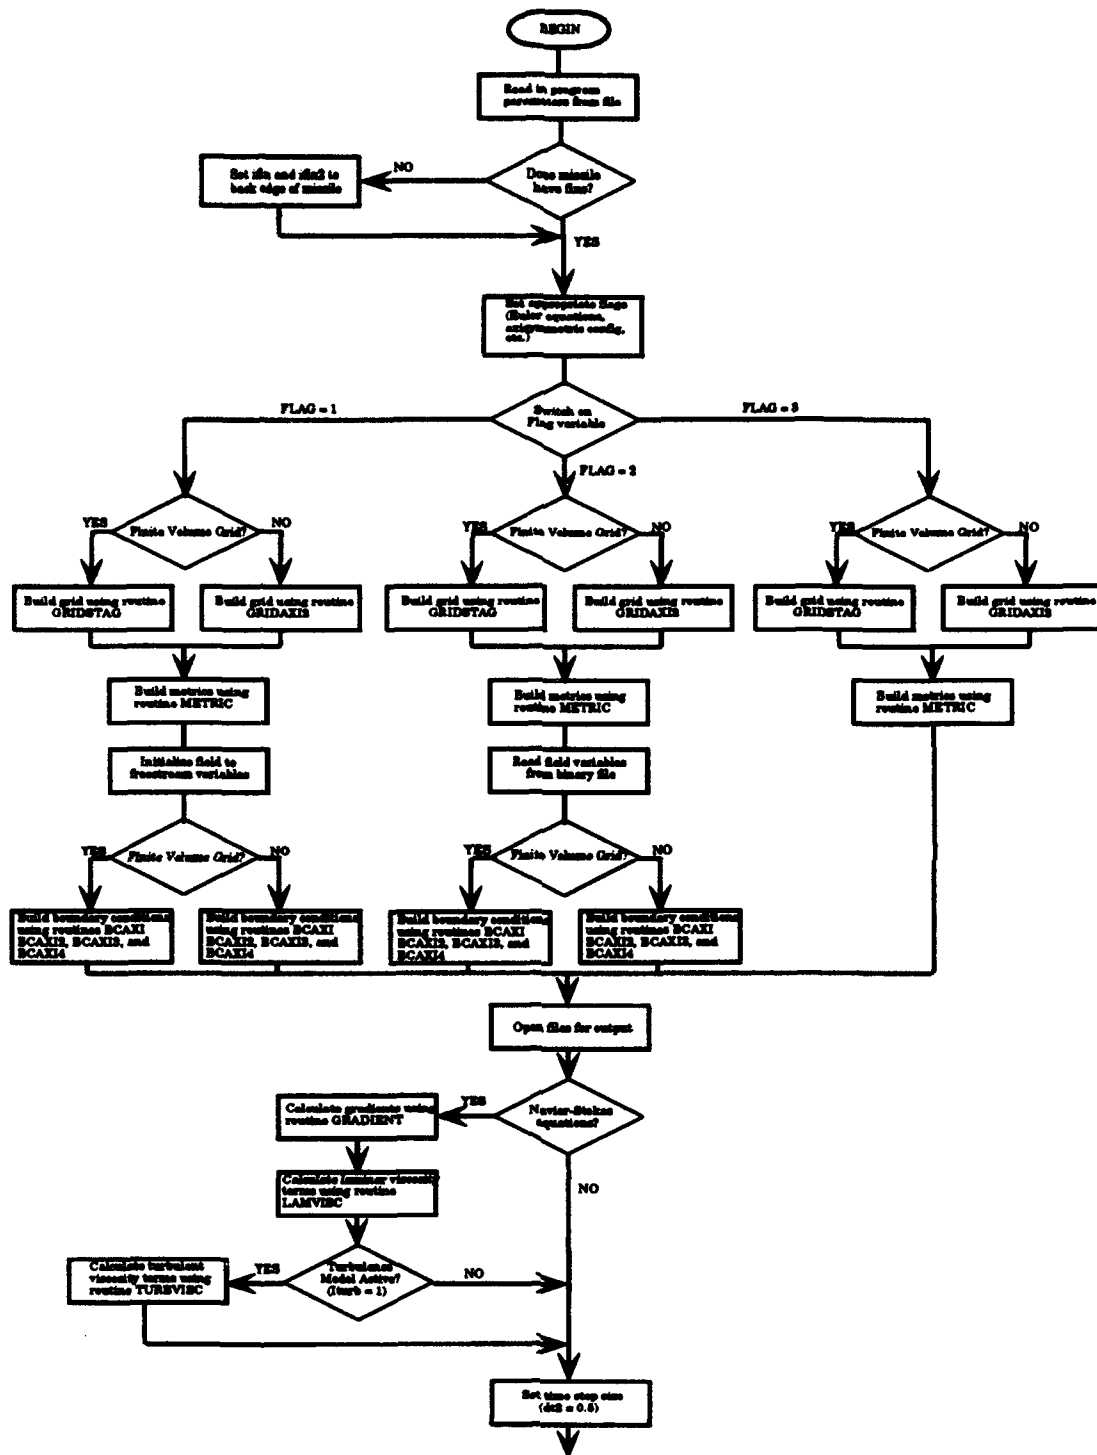 BEGIN
Read in program
parameters from file
Does missile
have fins?
NO
Set ifin and ifin2 to
back edge of missile
YES
Set appropriate flags
(Euler equations,
axisymmetric config,
etc.)
Switch on
Flag variable
FLAG = 1
FLAG = 2
FLAG = 3
YES
Finite Volume Grid?
NO
YES
Finite Volume Grid?
NO
YES
Finite Volume Grid?
NO
Build grid using routine
GRIDSTAG
Build grid using routine
GRIDAXIS
Build grid using routine
GRIDSTAG
Build grid using routine
GRIDAXIS
Build grid using routine
GRIDSTAG
Build grid using routine
GRIDAXIS
Build metrics using
routine METRIC
Build metrics using
routine METRIC
Build metrics using
routine METRIC
Initialize field to
freestream variables
Read field variables
from binary file
YES
Finite Volume Grid?
NO
YES
Finite Volume Grid?
NO
Build boundary conditions
using routines BCAXI
BCAXI2, BCAXI3, and
BCAXI4
Build boundary conditions
using routines BCAXI
BCAXI2, BCAXI3, and
BCAXI4
Build boundary conditions
using routines BCAXI
BCAXI2, BCAXI3, and
BCAXI4
Build boundary conditions
using routines BCAXI
BCAXI2, BCAXI3, and
BCAXI4
Open files for output
Navier-Stokes
equations?
YES
NO
Calculate gradients using
routine GRADIENT
Calculate laminar viscosity
terms using routine
LAMVISC
Turbulence
Model Active?
(Iturb = 1)
YES
NO
Calculate turbulent
viscosity terms using
routine TURBVISC
Set time step size
(dt2 = 0.5)